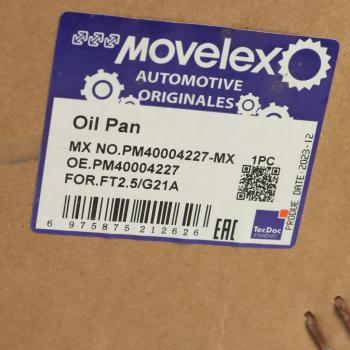 Movelex
AUTOMOTIVE
ORIGINALES
Oil Pan
MX NO.PM40004227-MX
1PC
OE.PM40004227
FOR.FT2.5/G21A
6 975875 212626
EAC
TecDoc
STANDARD
PRODUE DATE:2023-12